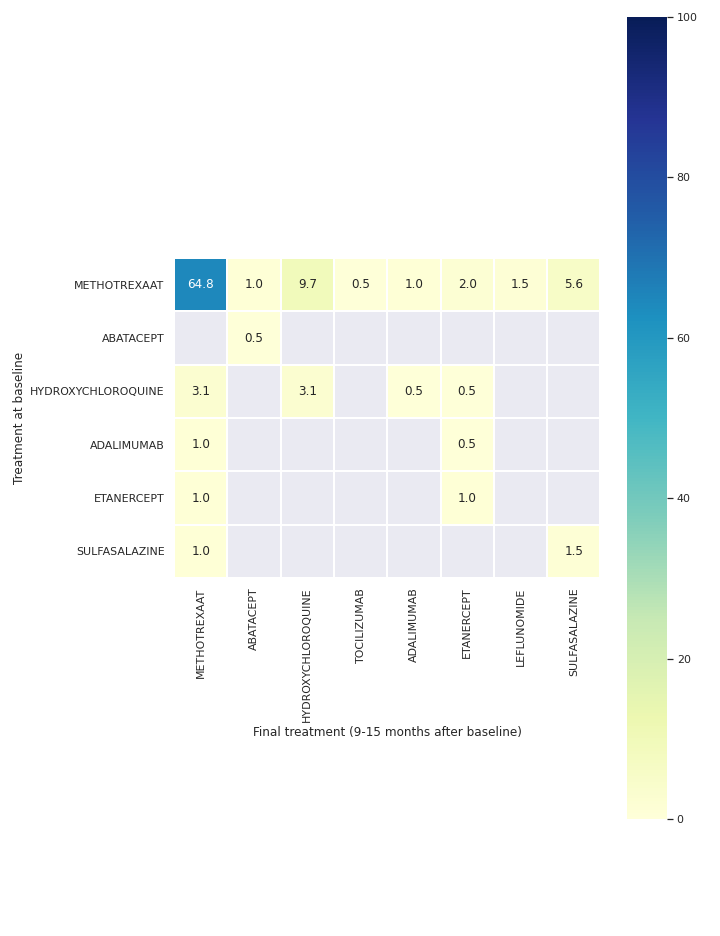 100
80
60
40
20
0
Treatment at baseline
METHOTREXAAT 64.8 1.0 9.7 0.5 1.0 2.0 1.5 5.6
ABATACEPT 0.5
HYDROXYCHLOROQUINE 3.1 3.1 0.5 0.5
ADALIMUMAB 1.0 0.5
ETANERCEPT 1.0 1.0
SULFASALAZINE 1.0 1.5
METHOTREXAAT
ABATACEPT
HYDROXYCHLOROQUINE
TOCILIZUMAB
ADALIMUMAB
ETANERCEPT
LEFLUNOMIDE
SULFASALAZINE
Final treatment (9-15 months after baseline)